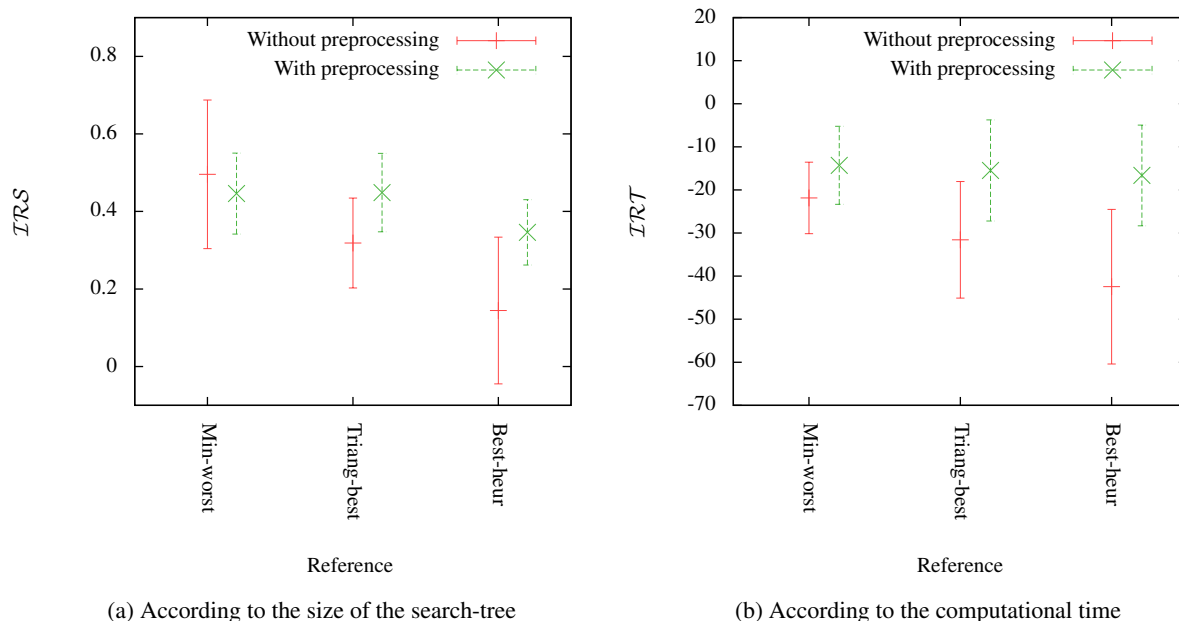 0.8
0.6
0.4
0.2
0
IRS
Without preprocessing
With preprocessing
Min-worst
Triang-best
Best-heur
Reference
(a) According to the size of the search-tree
20
10
0
-10
-20
-30
-40
-50
-60
-70
IRT
Without preprocessing
With preprocessing
Min-worst
Triang-best
Best-heur
Reference
(b) According to the computational time